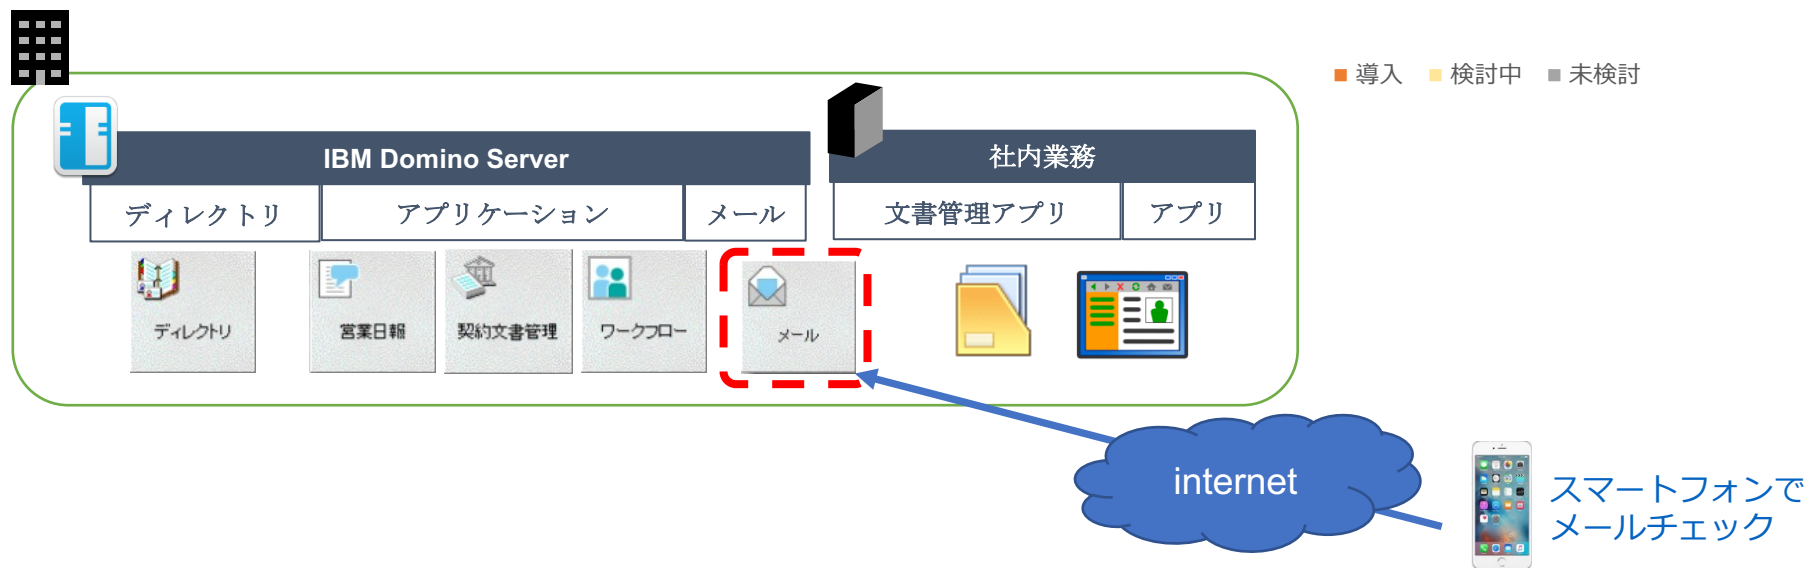 導入 検討中 未検討
IBM Domino Server
社内業務
ディレクトリ
アプリケーション
メール
文書管理アプリ
アプリ
ディレクトリ
営業日報
契約文書管理
ワークフロー
メール
internet
スマートフォンで
メールチェック